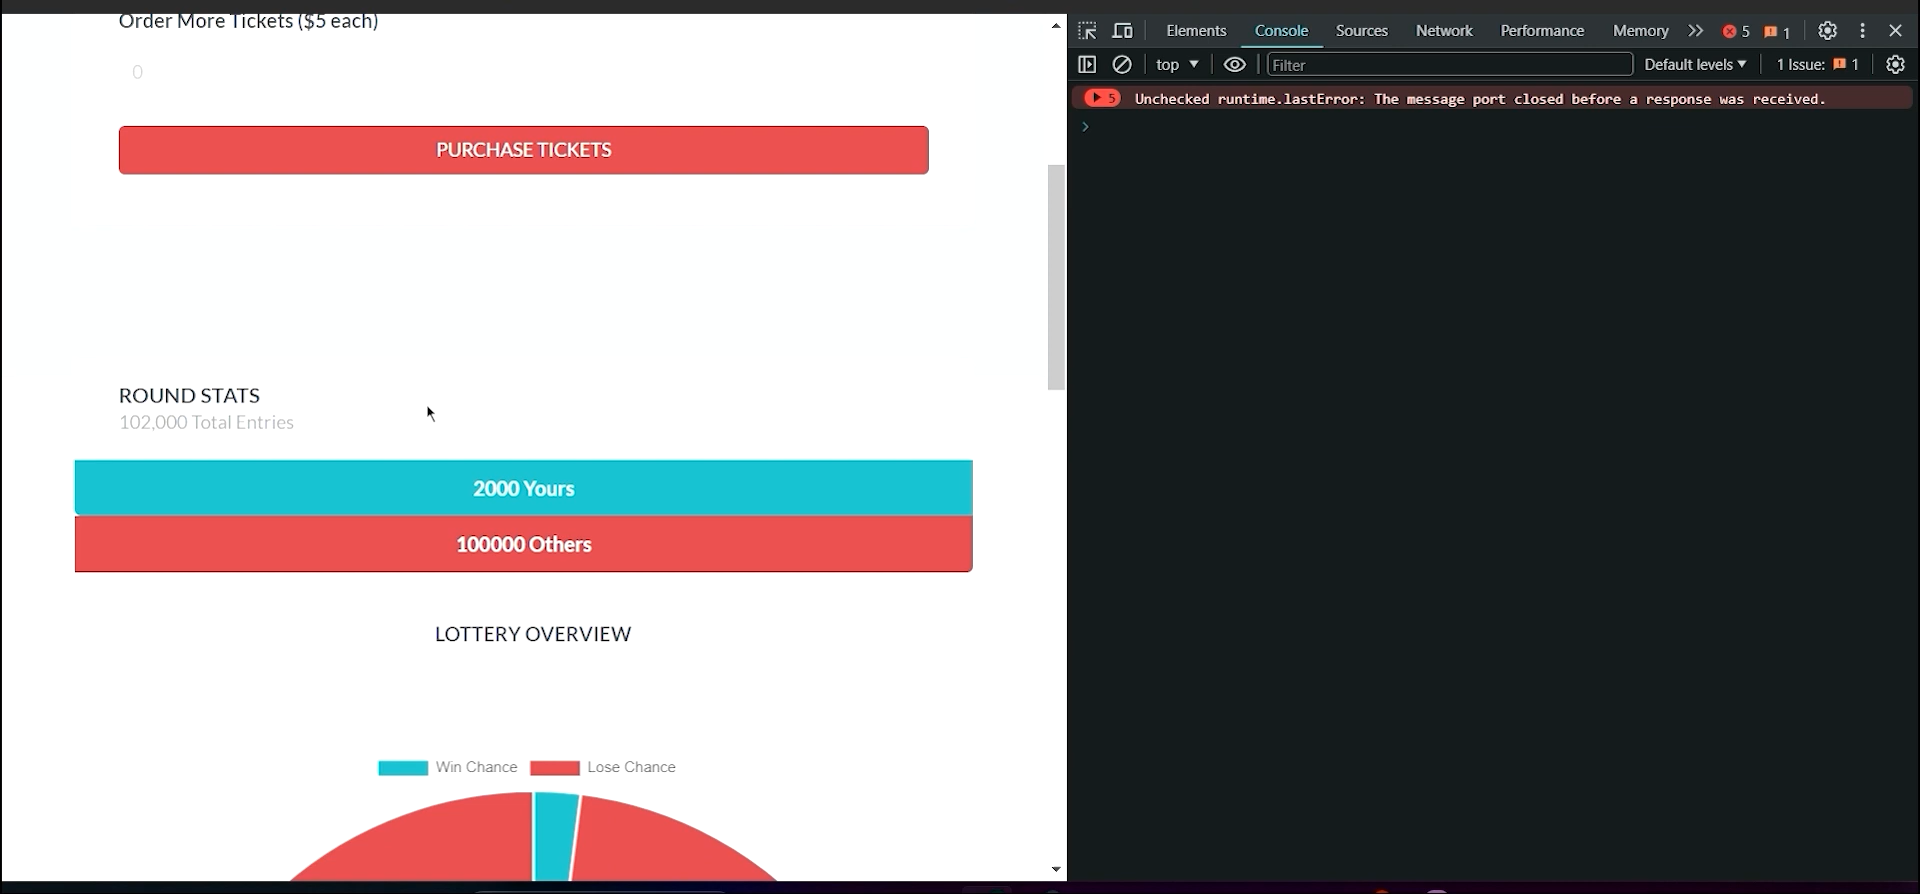 Order More Tickets ($5 each)
0
PURCHASE TICKETS
ROUND STATS
102,000 Total Entries
2000 Yours
100000 Others
LOTTERY OVERVIEW
Win Chance Lose Chance
Elements Console Sources Network Performance Memory 5 1
top Filter Default levels 1 Issue: 1
5 Unchecked runtime.lastError: The message port closed before a response was received.